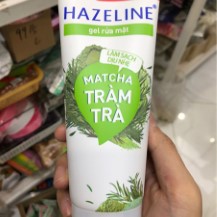 HAZELINE®
gel rửa mặt
LÀM SẠCH
DỊU NHẸ
MATCHA
TRÀM
TRÀ